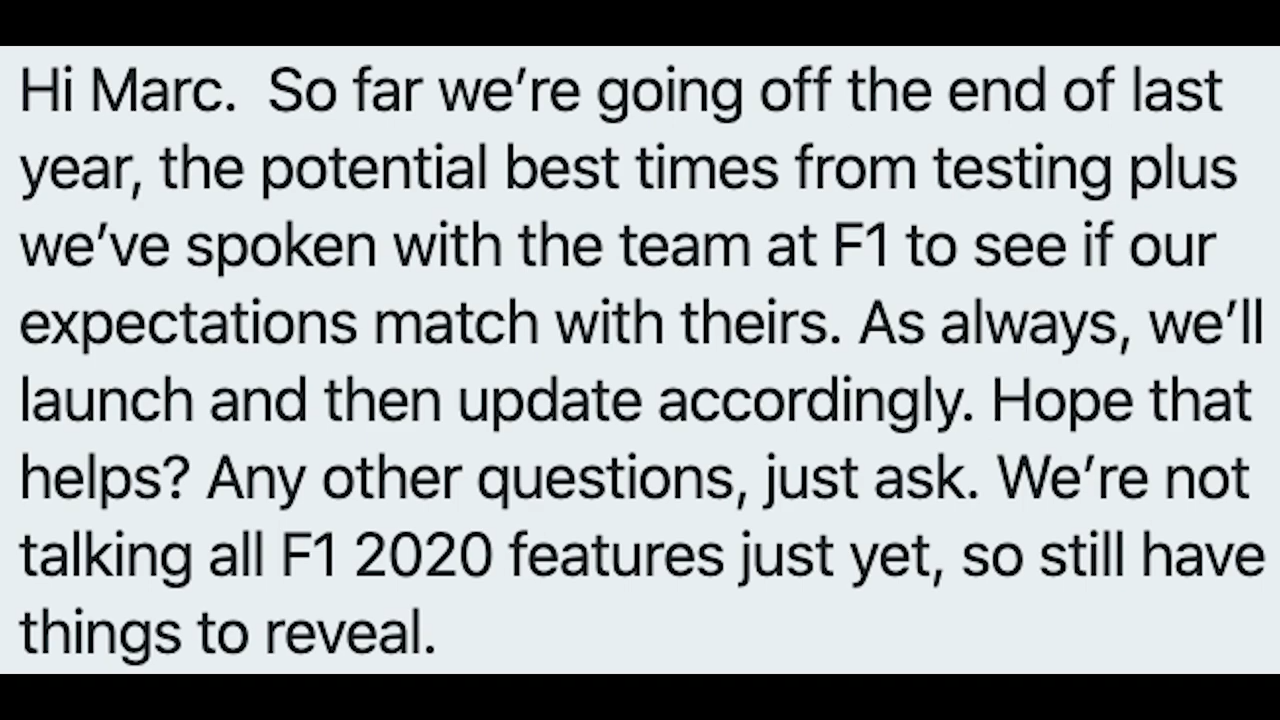 Hi Marc.  So far we’re going off the end of last
year, the potential best times from testing plus
we’ve spoken with the team at F1 to see if our
expectations match with theirs. As always, we’ll
launch and then update accordingly. Hope that
helps? Any other questions, just ask. We’re not
talking all F1 2020 features just yet, so still have
things to reveal.